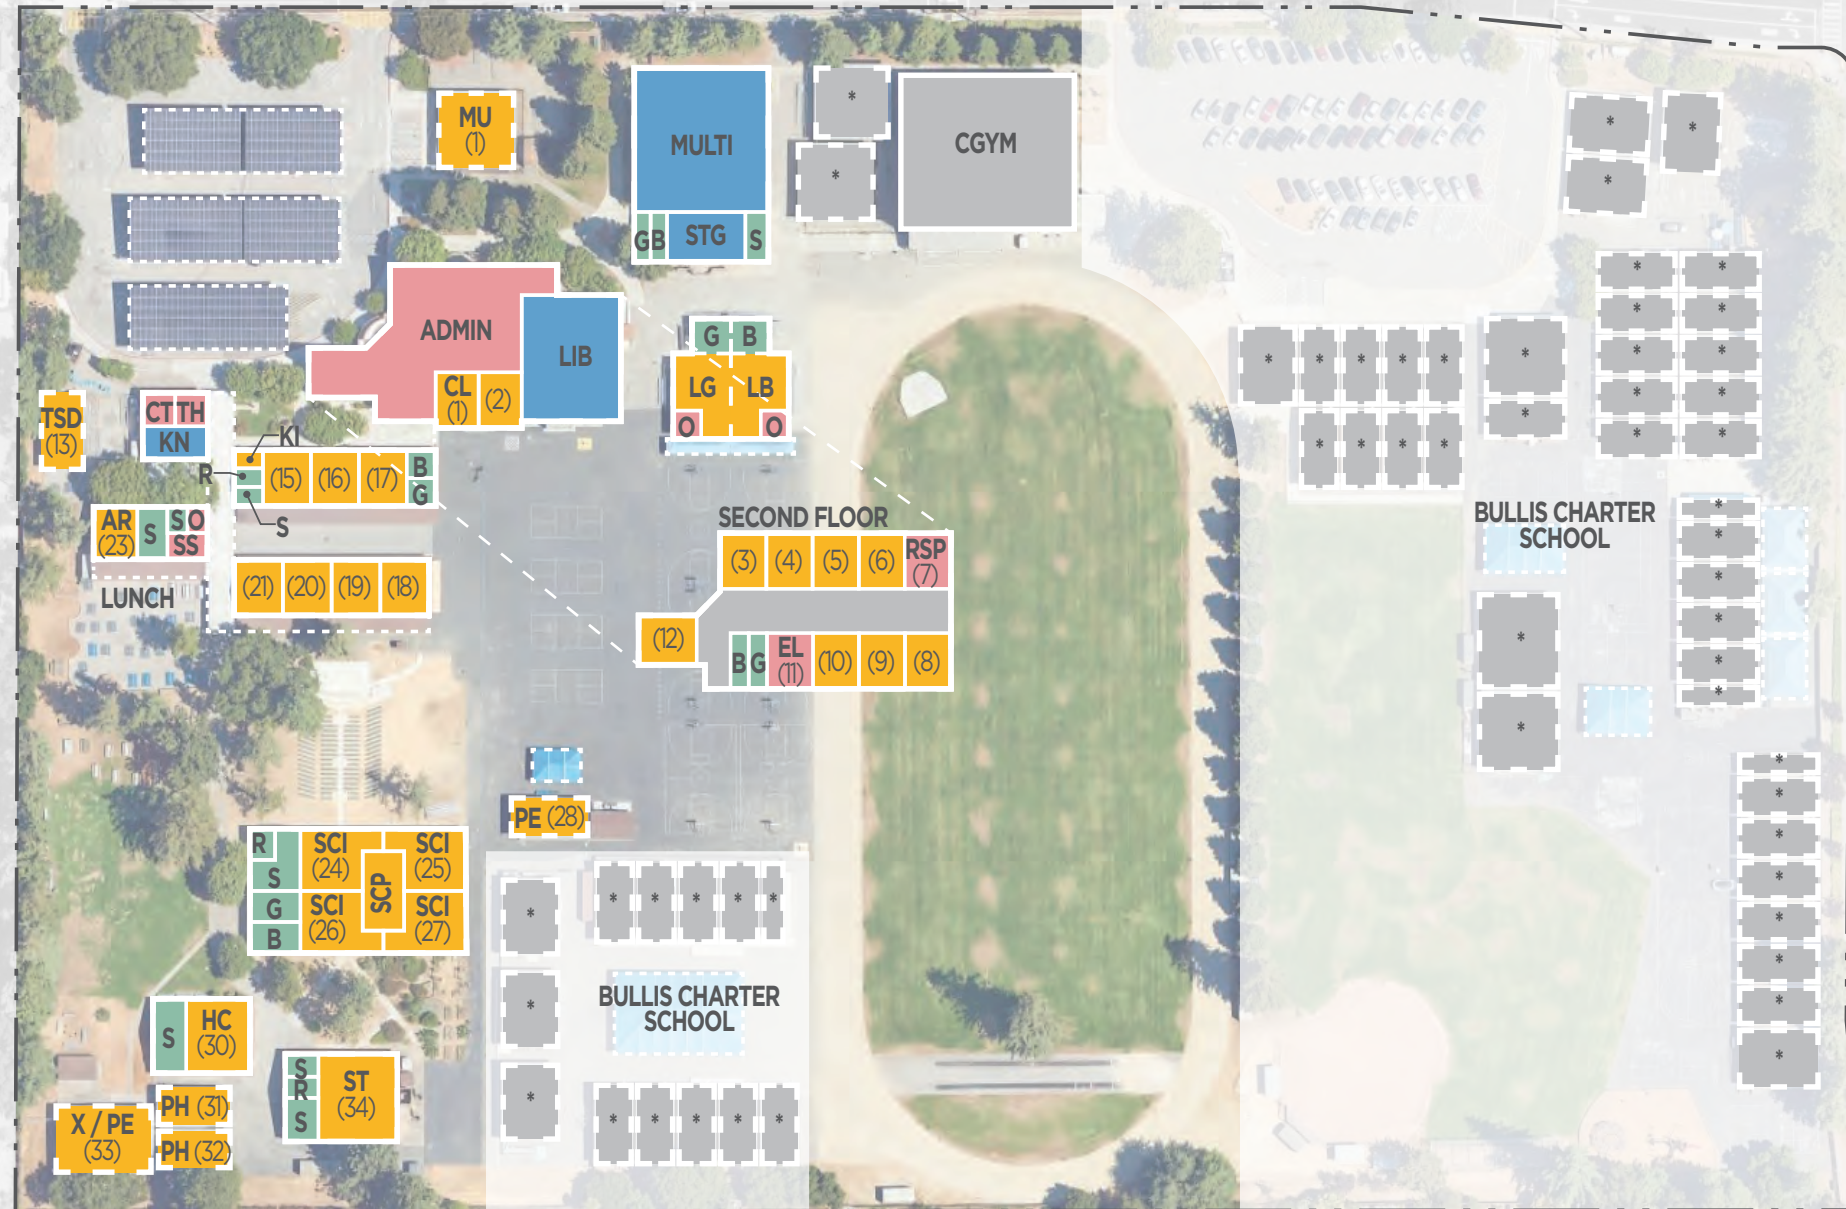 MU
(1)
MULTI
GB
STG
S
*
*
CGYM
*
*
*
ADMIN
LIB
CL
(1)
(2)
G
B
LG
LB
O
O
TSD
(13)
CT
TH
KN
KI
R
S
(15)
(16)
(17)
B
G
AR
(23)
S
S
O
SS
LUNCH
(21)
(20)
(19)
(18)
SECOND FLOOR
(3)
(4)
(5)
(6)
RSP
(7)
(12)
B
G
EL
(11)
(10)
(9)
(8)
* * * * *
* * * *
*
*
* *
* *
* *
* *
* *
BULLIS CHARTER
SCHOOL
*
*
*
*
*
*
*
*
PE (28)
R
S
G
B
SCI
(24)
SCI
(25)
SCP
SCI
(26)
SCI
(27)
*
*
*
* * * * *
BULLIS CHARTER
SCHOOL
* * * * *
*
*
*
*
*
*
*
*
S
HC
(30)
PH (31)
PH (32)
X / PE
(33)
S
R
S
ST
(34)